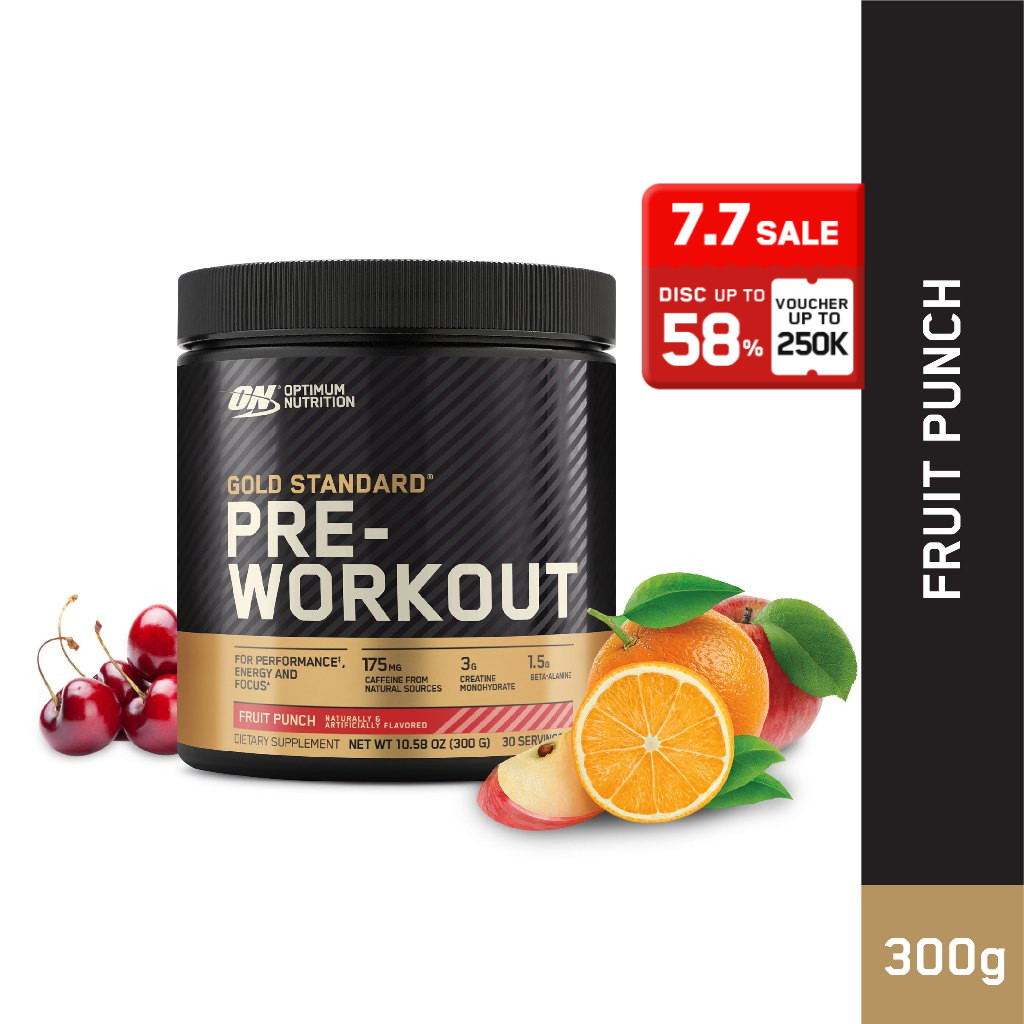 7.7 SALE
DISC UP TO
58%
VOUCHER
UP TO
250K
ON® OPTIMUM
NUTRITION
GOLD STANDARD®
PRE-
WORKOUT
FOR PERFORMANCE‡,
ENERGY AND
FOCUS^
175MG
CAFFEINE FROM
NATURAL SOURCES
3G
CREATINE
MONOHYDRATE
1.5G
BETA-ALANINE
FRUIT PUNCH NATURALLY &
ARTIFICIALLY FLAVORED
DIETARY SUPPLEMENT NET WT 10.58 OZ (300 G) 30
FRUIT PUNCH
300g